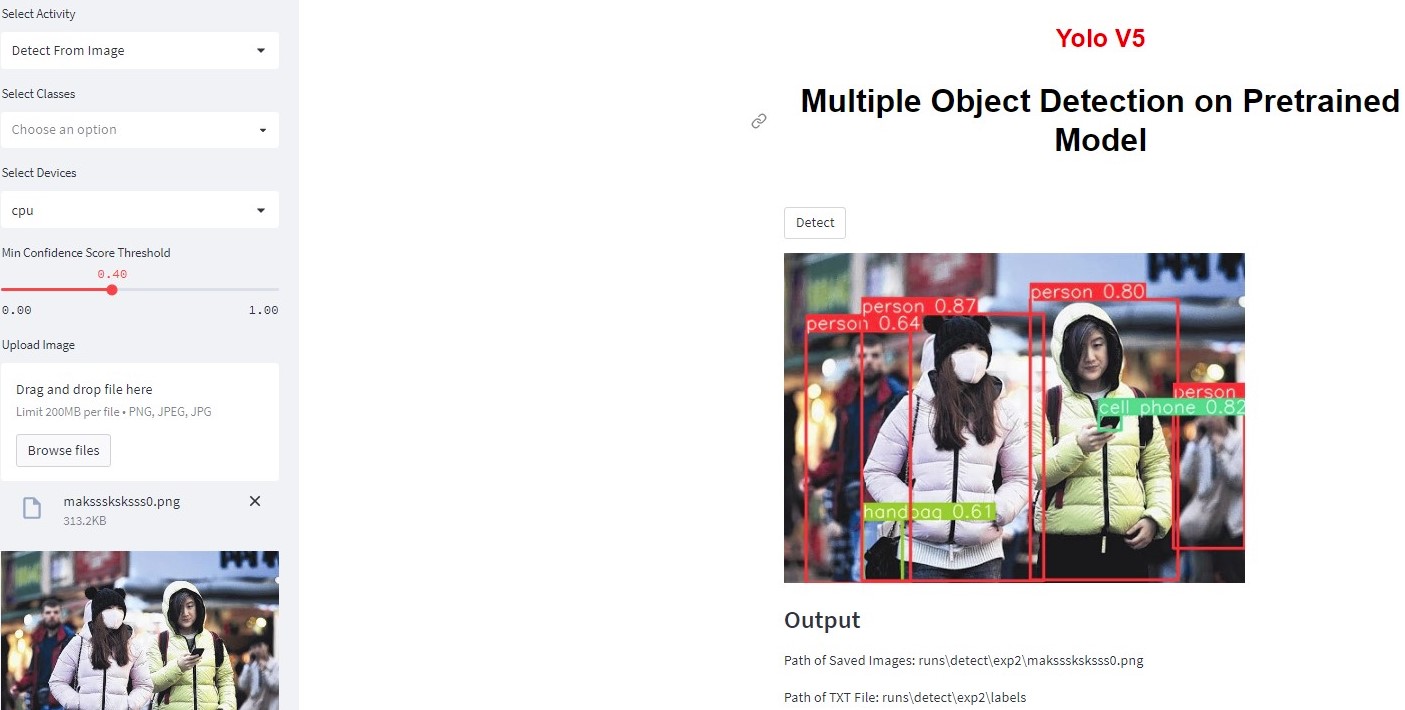 Select Activity
Detect From Image
Select Classes
Choose an option
Select Devices
cpu
Min Confidence Score Threshold
0.40
0.00 1.00
Upload Image
Drag and drop file here
Limit 200MB per file • PNG, JPEG, JPG
Browse files
maksssksksss0.png
313.2KB
Yolo V5
Multiple Object Detection on Pretrained
Model
Detect
person 0.80
person 0.87
person 0.64
person
cell phone 0.82
handbag 0.61
Output
Path of Saved Images: runs\detect\exp2\maksssksksss0.png
Path of TXT File: runs\detect\exp2\labels